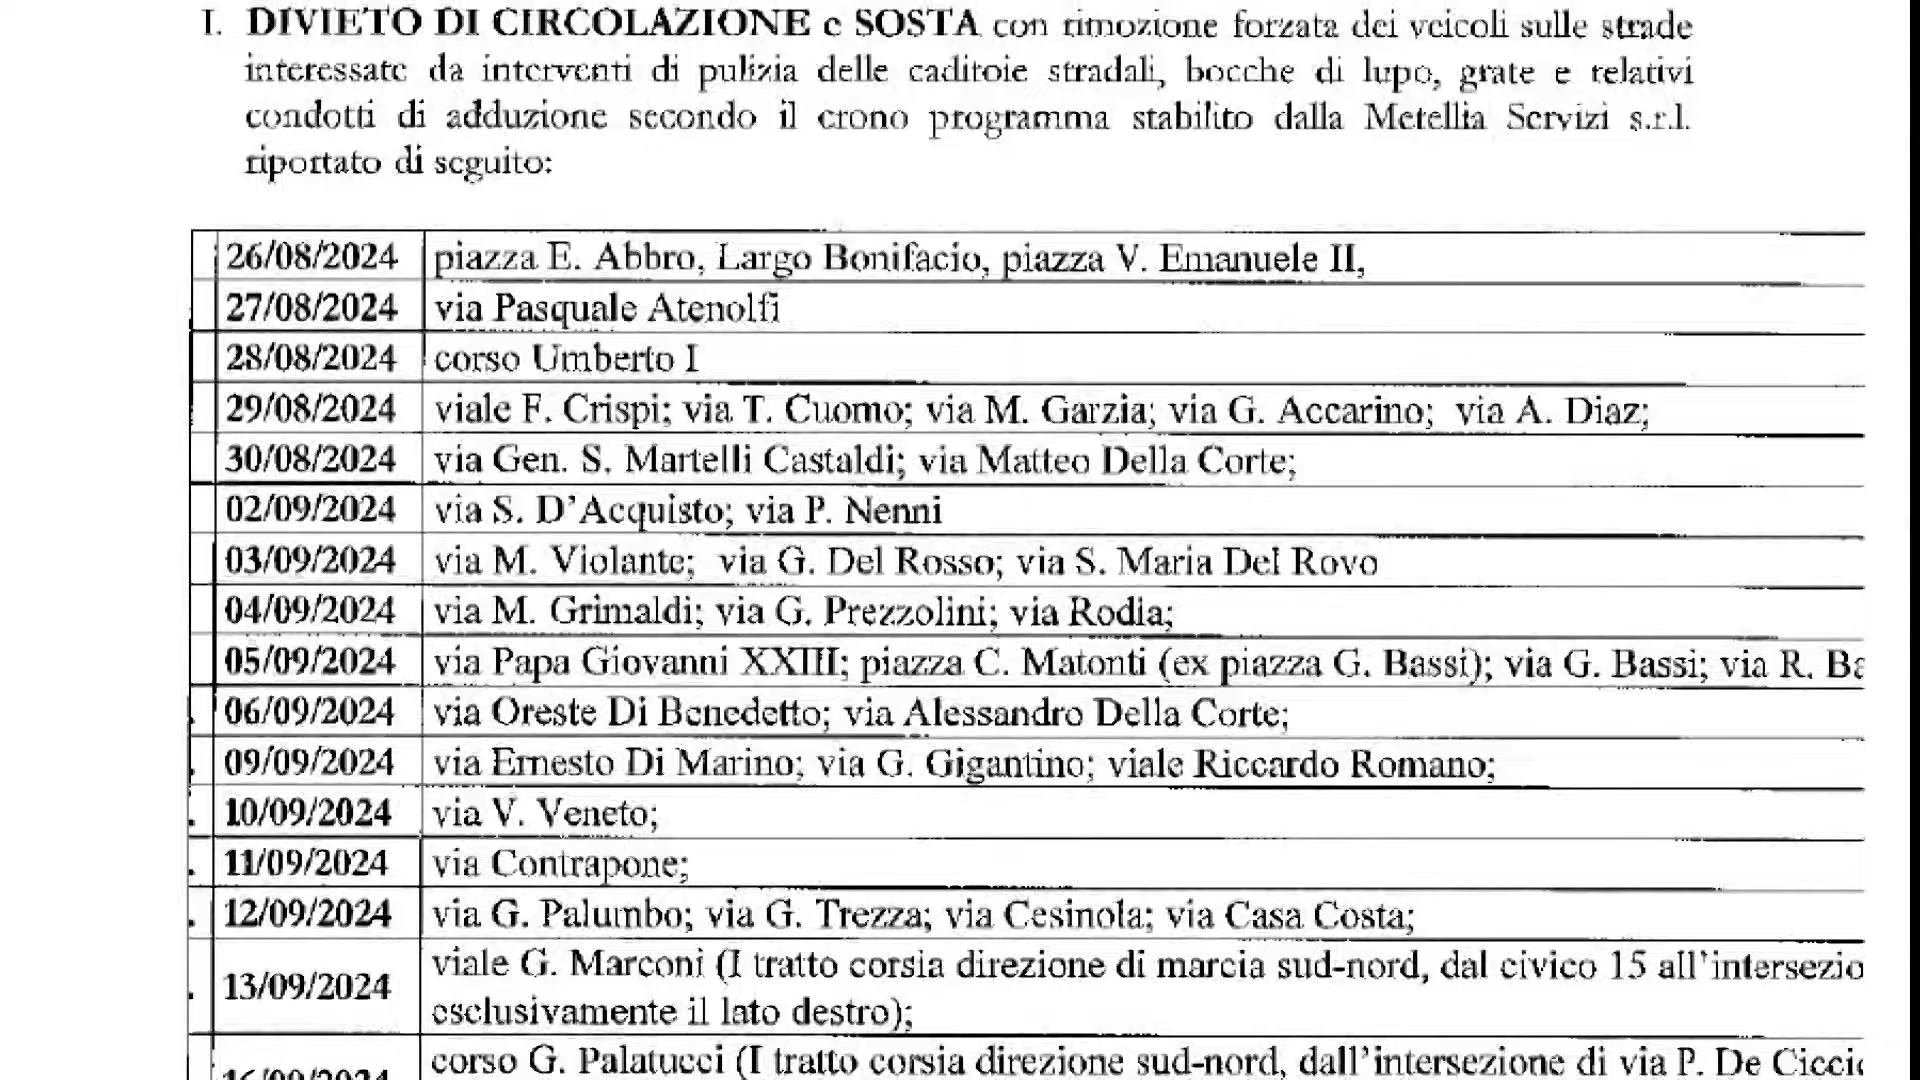 I. DIVIETO DI CIRCOLAZIONE e SOSTA con rimozione forzata dei veicoli sulle strade
interessate da interventi di pulizia delle caditoie stradali, bocche di lupo, grate e relativi
condotti di adduzione secondo il crono programma stabilito dalla Metellia Servizi s.r.l.
riportato di seguito:
26/08/2024 piazza E. Abbro, Largo Bonifacio, piazza V. Emanuele II,
27/08/2024 via Pasquale Atenolfi
28/08/2024 corso Umberto I
29/08/2024 viale F. Crispi; via T. Cuomo; via M. Garzia; via G. Accarino; via A. Diaz;
30/08/2024 via Gen. S. Martelli Castaldi; via Matteo Della Corte;
02/09/2024 via S. D'Acquisto; via P. Nenni
03/09/2024 via M. Violante; via G. Del Rosso; via S. Maria Del Rovo
04/09/2024 via M. Grimaldi; via G. Prezzolini; via Rodia;
05/09/2024 via Papa Giovanni XXIII; piazza C. Matonti (ex piazza G. Bassi); via G. Bassi; via R.
06/09/2024 via Oreste Di Benedetto; via Alessandro Della Corte;
09/09/2024 via Ernesto Di Marino; via G. Gigantino; viale Riccardo Romano;
10/09/2024 via V. Veneto;
11/09/2024 via Contrapone;
12/09/2024 via G. Palumbo; via G. Trezza; via Cesinola; via Casa Costa;
13/09/2024 viale G. Marconi (I tratto corsia direzione di marcia sud-nord, dal civico 15 all'intersezio
esclusivamente il lato destro);
corso G. Palatucci (I tratto corsia direzione sud-nord, dall'intersezione di via P. De Cicci